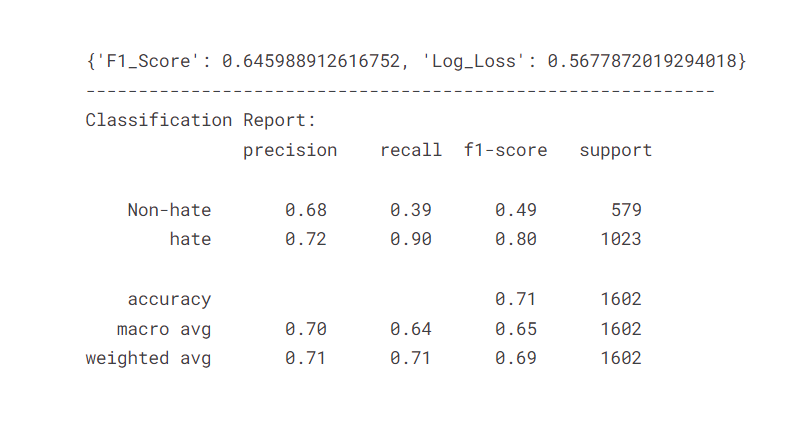 {'F1_Score': 0.645988912616752, 'Log_Loss': 0.5677872019294018}
------------------------------------------------------------
Classification Report:
precision recall f1-score support
Non-hate 0.68 0.39 0.49 579
hate 0.72 0.90 0.80 1023
accuracy 0.71 1602
macro avg 0.70 0.64 0.65 1602
weighted avg 0.71 0.71 0.69 1602